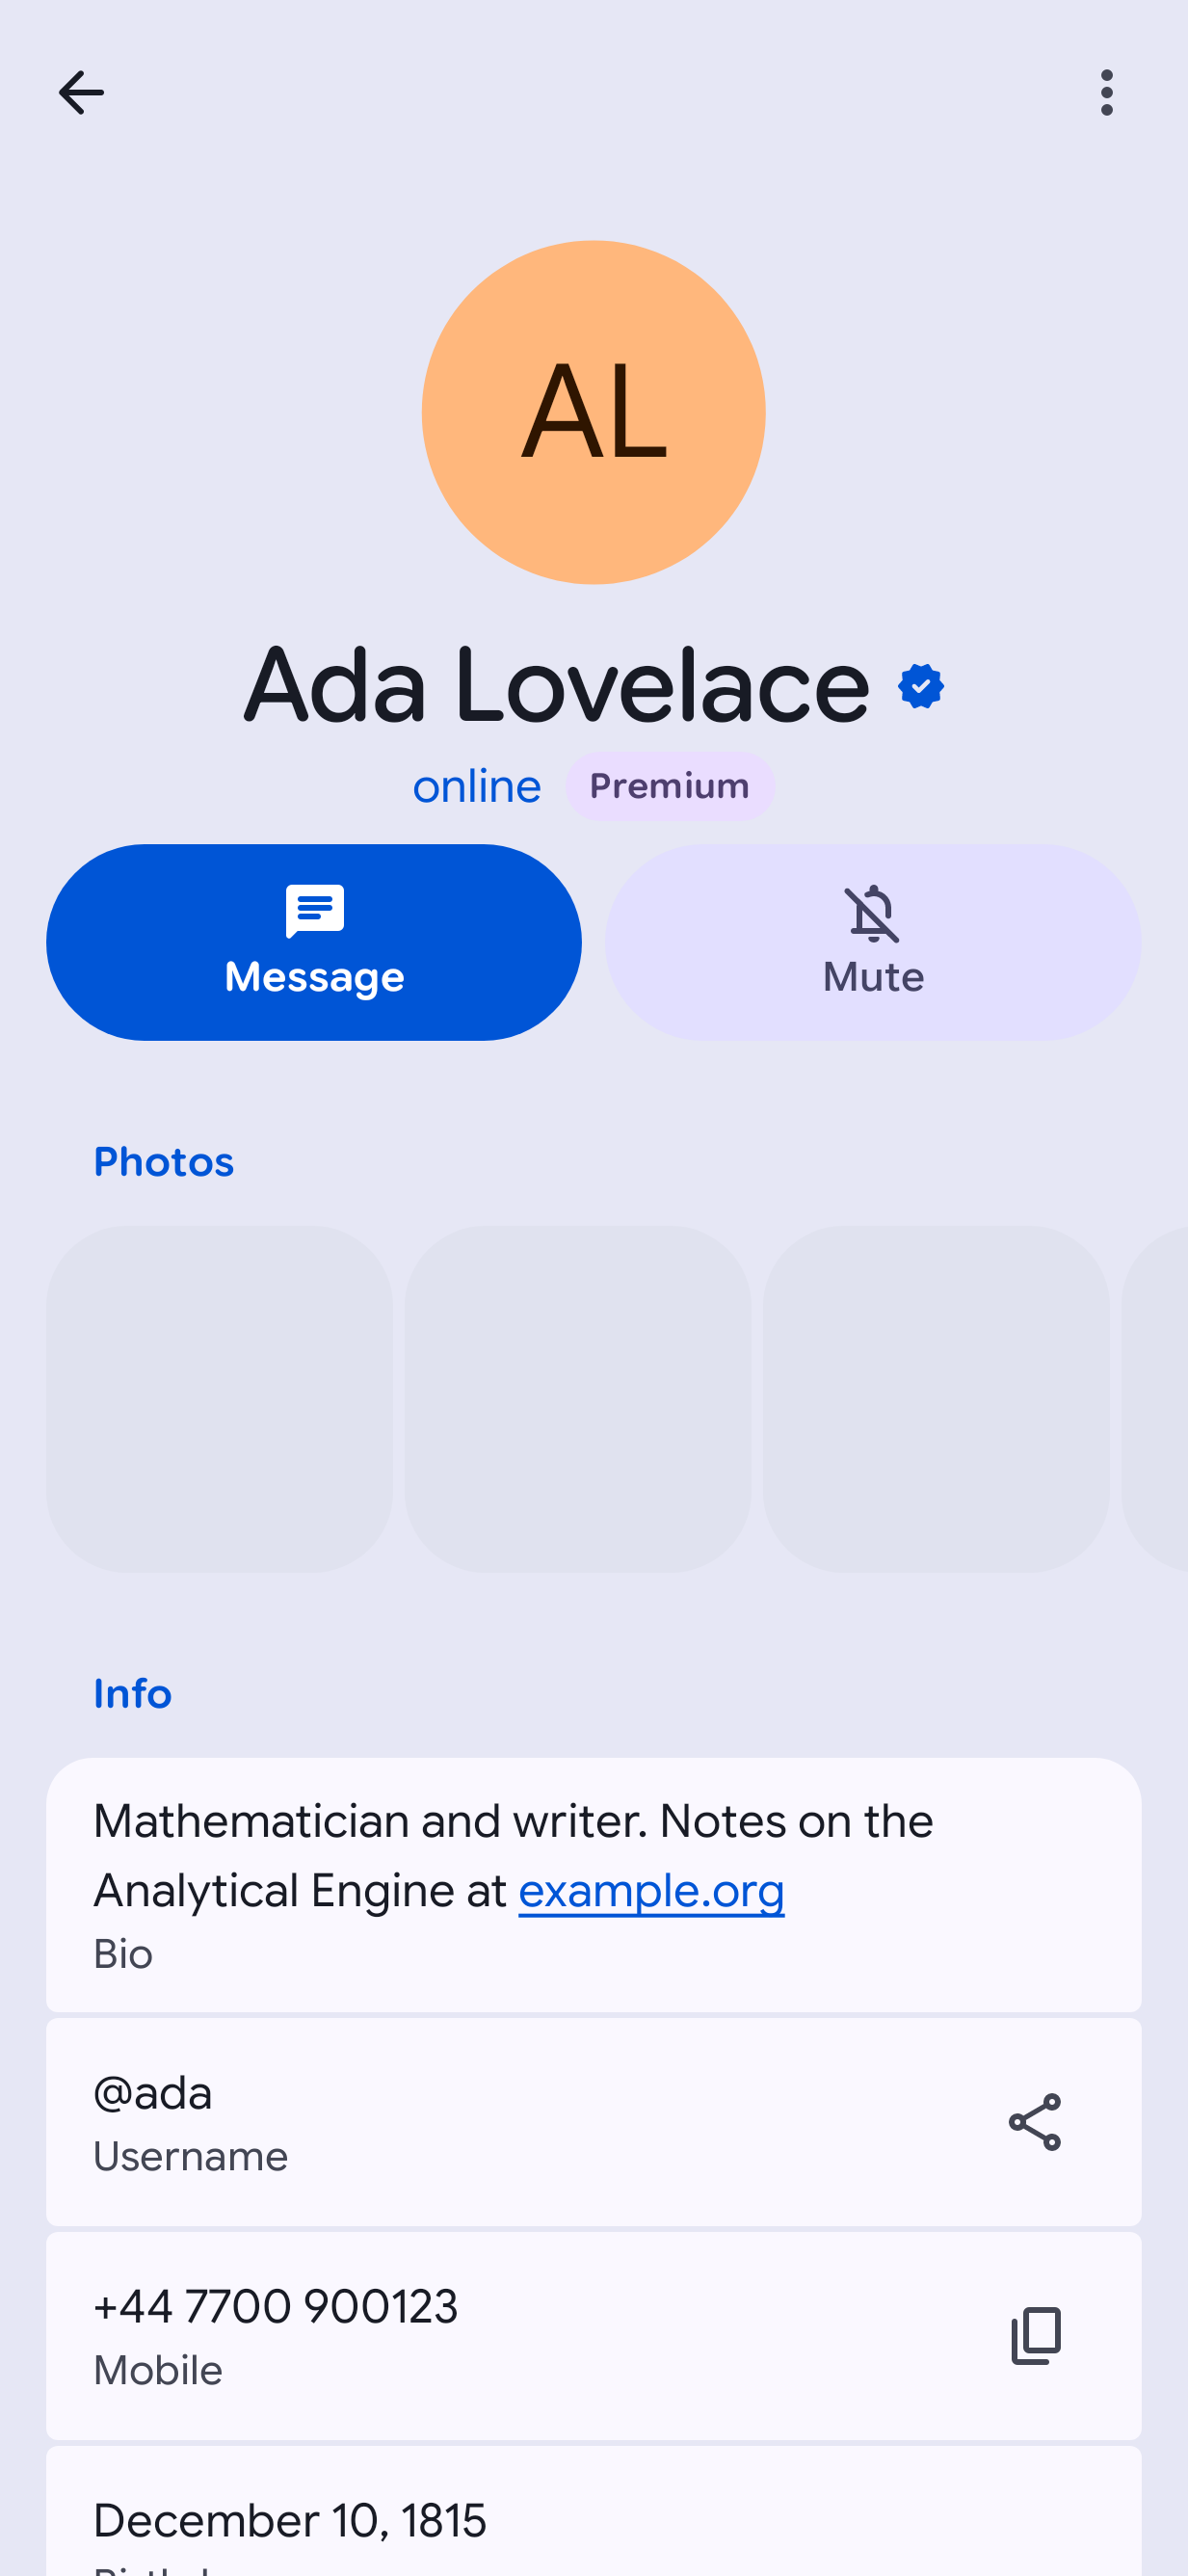 AL
Ada Lovelace
online Premium
Message
Mute
Photos
Info
Mathematician and writer. Notes on the
Analytical Engine at example.org
Bio
@ada
Username
+44 7700 900123
Mobile
December 10, 1815